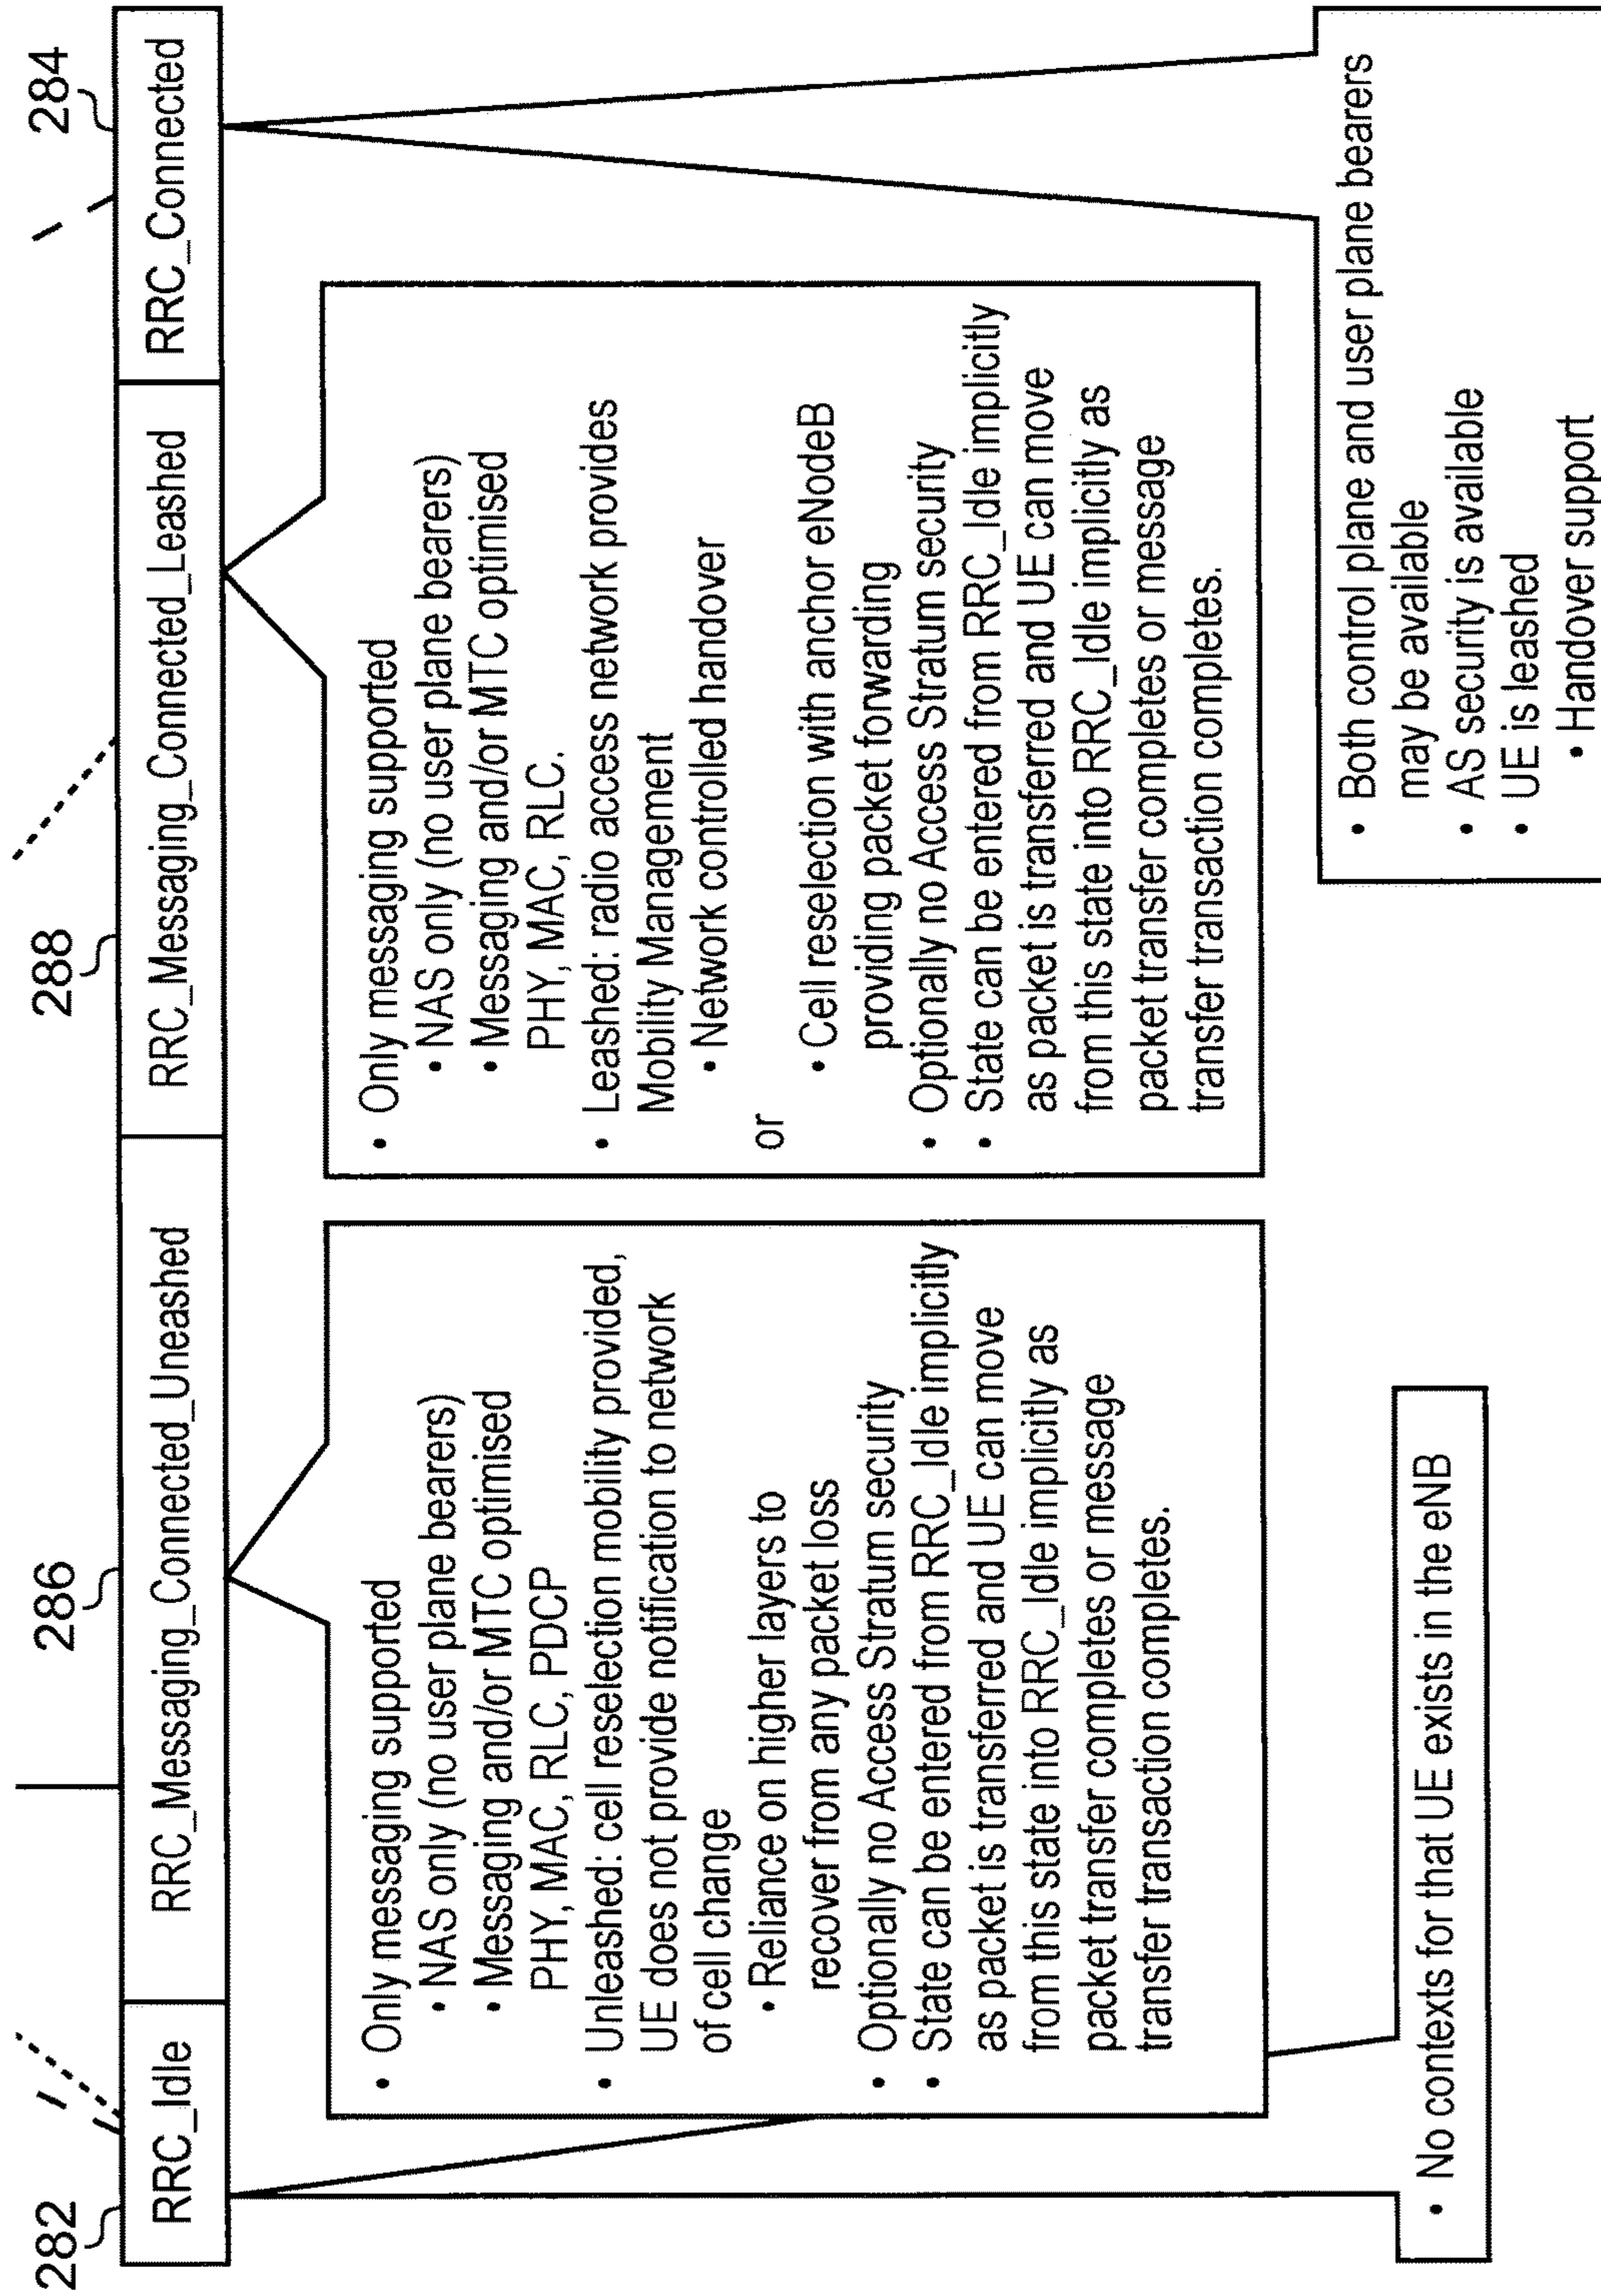 282
286
288
284
RRC_Idle
RRC_Messaging_Connected_Uneashed
RRC_Messaging_Connected_Leashed
RRC_Connected
• Only messaging supported
• NAS only (no user plane bearers)
• Messaging and/or MTC optimised
PHY, MAC, RLC, PDCP
• Unleashed: cell reselection mobility provided,
UE does not provide notification to network
of cell change
• Reliance on higher layers to
recover from any packet loss
• Optionally no Access Stratum security
• State can be entered from RRC_Idle implicitly
as packet is transferred and UE can move
from this state into RRC_Idle implicitly as
packet transfer completes or message
transfer transaction completes.
• Only messaging supported
• NAS only (no user plane bearers)
• Messaging and/or MTC optimised
PHY, MAC, RLC.
• Leashed: radio access network provides
Mobility Management
• Network controlled handover
or
• Cell reselection with anchor eNodeB
providing packet forwarding
• Optionally no Access Stratum security
• State can be entered from RRC_Idle implicitly
as packet is transferred and UE can move
from this state into RRC_Idle implicitly as
packet transfer completes or message
transfer transaction completes.
• No contexts for that UE exists in the eNB
• Both control plane and user plane bearers
may be available
• AS security is available
• UE is leashed
• Handover support